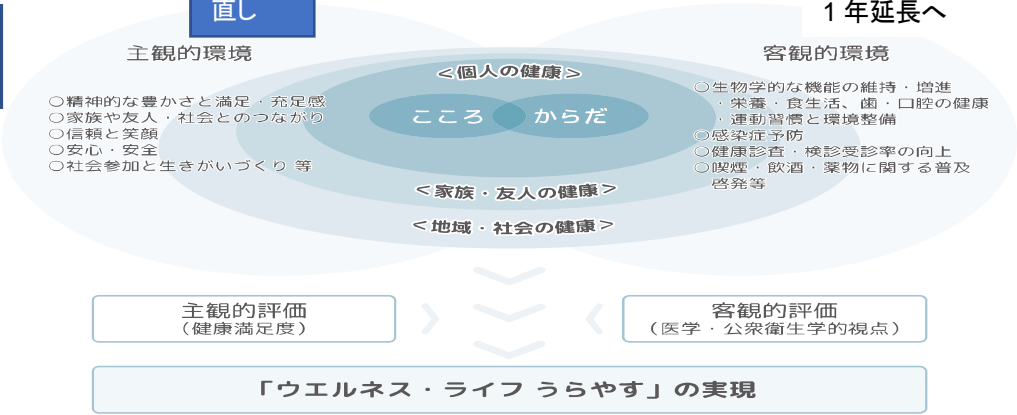 直し
1 年延長へ
主観的環境
客観的環境
○精神的な豊かさと満足・充足感
○家族や友人・社会とのつながり
○信頼と笑顔
○安心・安全
○社会参加と生きがいづくり 等
<個人の健康>
こころ
からだ
<家族・友人の健康>
<地域・社会の健康>
○生物学的な機能の維持・増進
・栄養・食生活、歯・口腔の健康
・運動習慣と環境整備
○感染症予防
○健康診査・検診受診率の向上
○喫煙・飲酒・薬物に関する普及
啓発等
主観的評価
（健康満足度）
客観的評価
（医学・公衆衛生学的視点）
「ウエルネス・ライフ うらやす」の実現